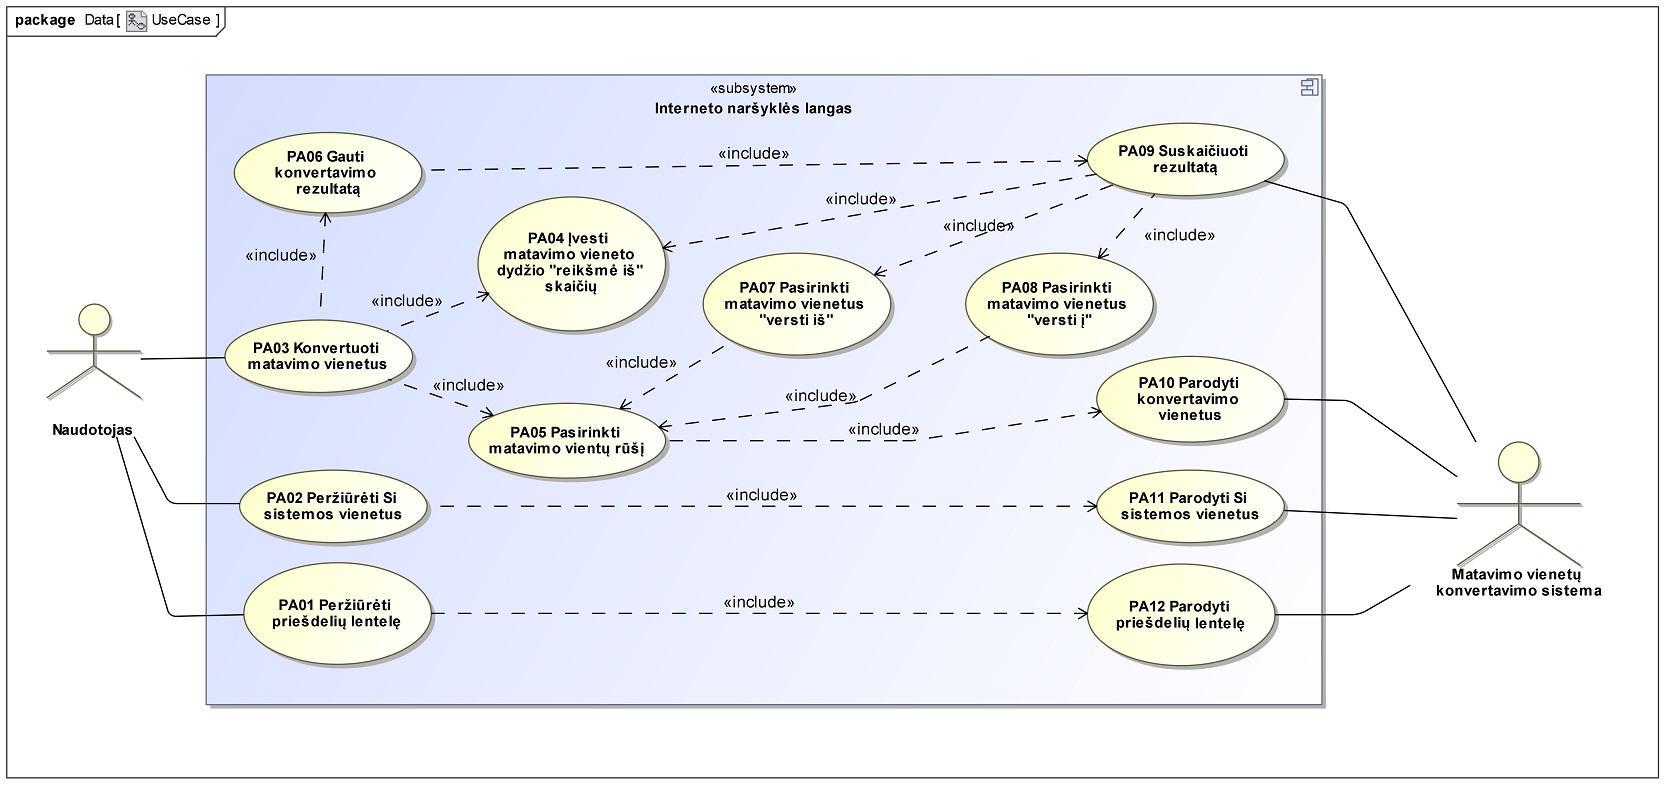 package Data [ UseCase ]
«subsystem»
Interneto naršyklės langas
PA06 Gauti
konvertavimo
rezultatą
«include»
PA09 Suskaičiuoti
rezultatą
«include»
PA04 Įvesti
matavimo vieneto
dydžio "reikšmė iš"
skaičių
«include»
«include»
«include»
PA07 Pasirinkti
matavimo vienetus
"versti iš"
PA08 Pasirinkti
matavimo vienetus
"versti į"
«include»
PA03 Konvertuoti
matavimo vienetus
«include»
«include»
«include»
PA10 Parodyti
konvertavimo
vienetus
Naudotojas
PA05 Pasirinkti
matavimo vientų rūšį
«include»
PA02 Peržiūrėti Si
sistemos vienetus
«include»
PA11 Parodyti Si
sistemos vienetus
Matavimo vienetų
konvertavimo sistema
PA01 Peržiūrėti
priešdelių lentelę
«include»
PA12 Parodyti
priešdelių lentelę